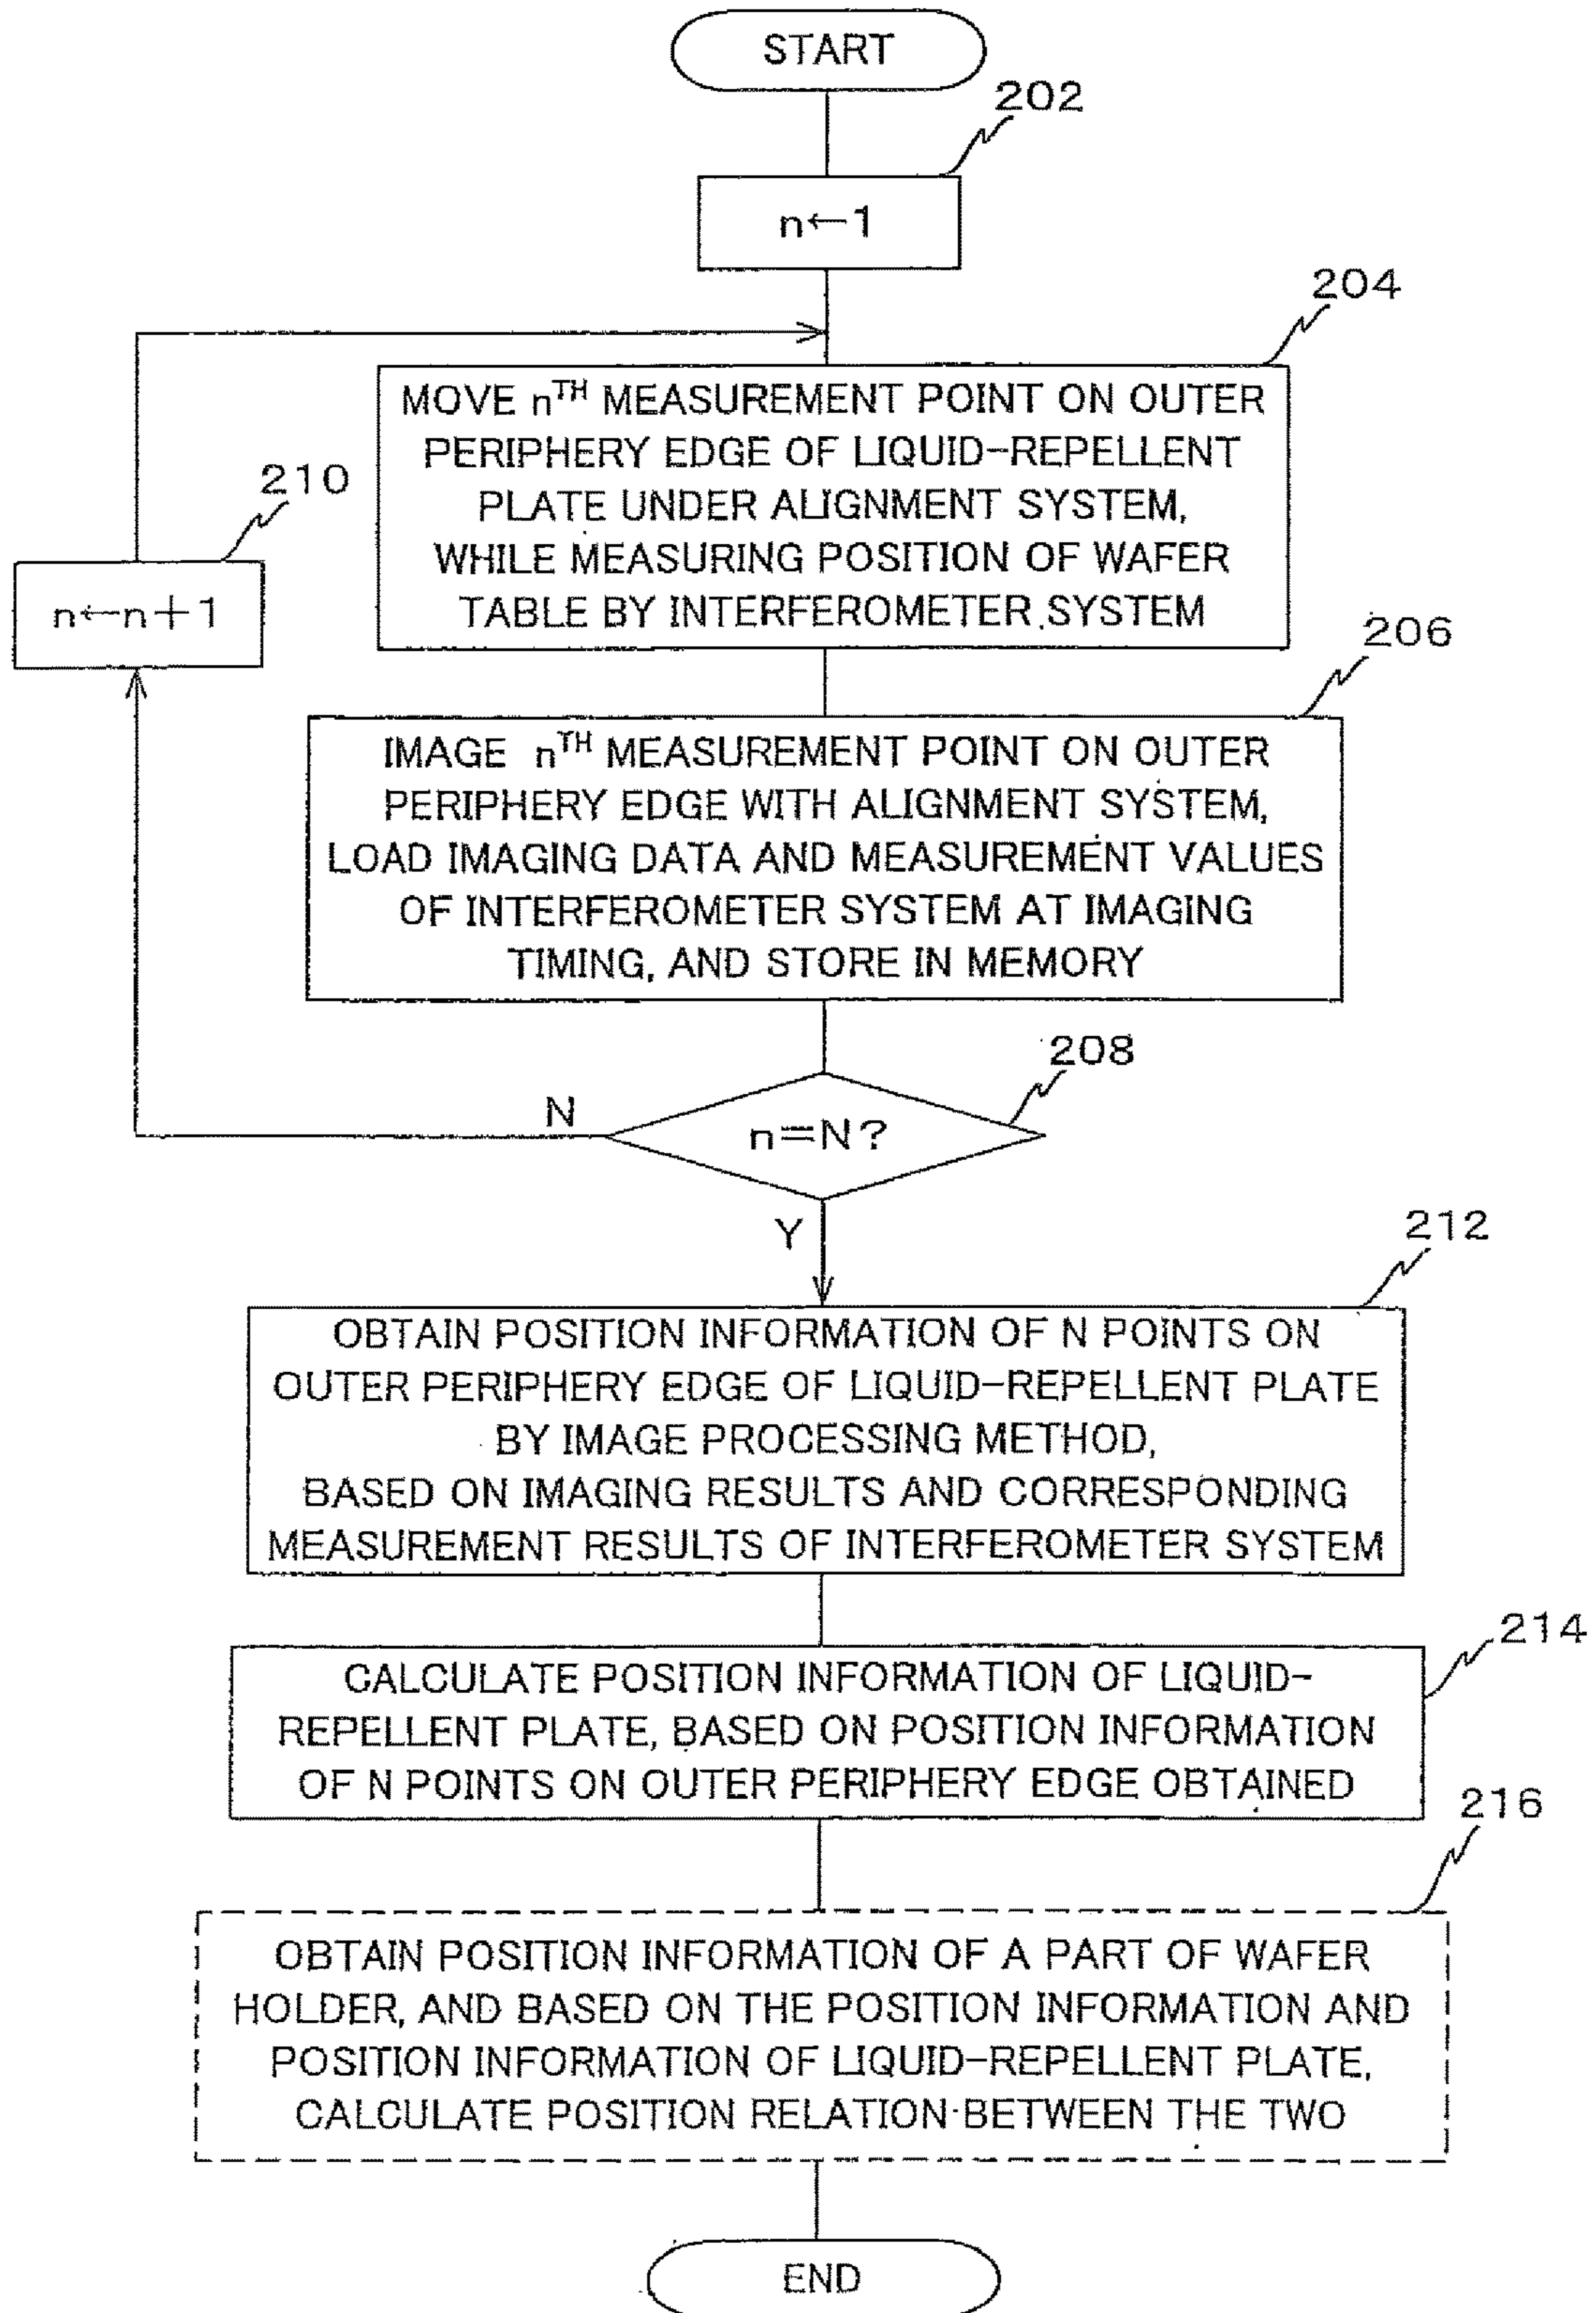 START
202
n←1
204
MOVE nTH MEASUREMENT POINT ON OUTER
PERIPHERY EDGE OF LIQUID-REPELLENT
PLATE UNDER ALIGNMENT SYSTEM,
WHILE MEASURING POSITION OF WAFER
TABLE BY INTERFEROMETER SYSTEM
210
n←n+1
206
IMAGE nTH MEASUREMENT POINT ON OUTER
PERIPHERY EDGE WITH ALIGNMENT SYSTEM,
LOAD IMAGING DATA AND MEASUREMENT VALUES
OF INTERFEROMETER SYSTEM AT IMAGING
TIMING, AND STORE IN MEMORY
208
N
n=N?
Y
212
OBTAIN POSITION INFORMATION OF N POINTS ON
OUTER PERIPHERY EDGE OF LIQUID-REPELLENT PLATE
BY IMAGE PROCESSING METHOD,
BASED ON IMAGING RESULTS AND CORRESPONDING
MEASUREMENT RESULTS OF INTERFEROMETER SYSTEM
214
CALCULATE POSITION INFORMATION OF LIQUID-
REPELLENT PLATE, BASED ON POSITION INFORMATION
OF N POINTS ON OUTER PERIPHERY EDGE OBTAINED
216
OBTAIN POSITION INFORMATION OF A PART OF WAFER
HOLDER, AND BASED ON THE POSITION INFORMATION AND
POSITION INFORMATION OF LIQUID-REPELLENT PLATE,
CALCULATE POSITION RELATION BETWEEN THE TWO
END